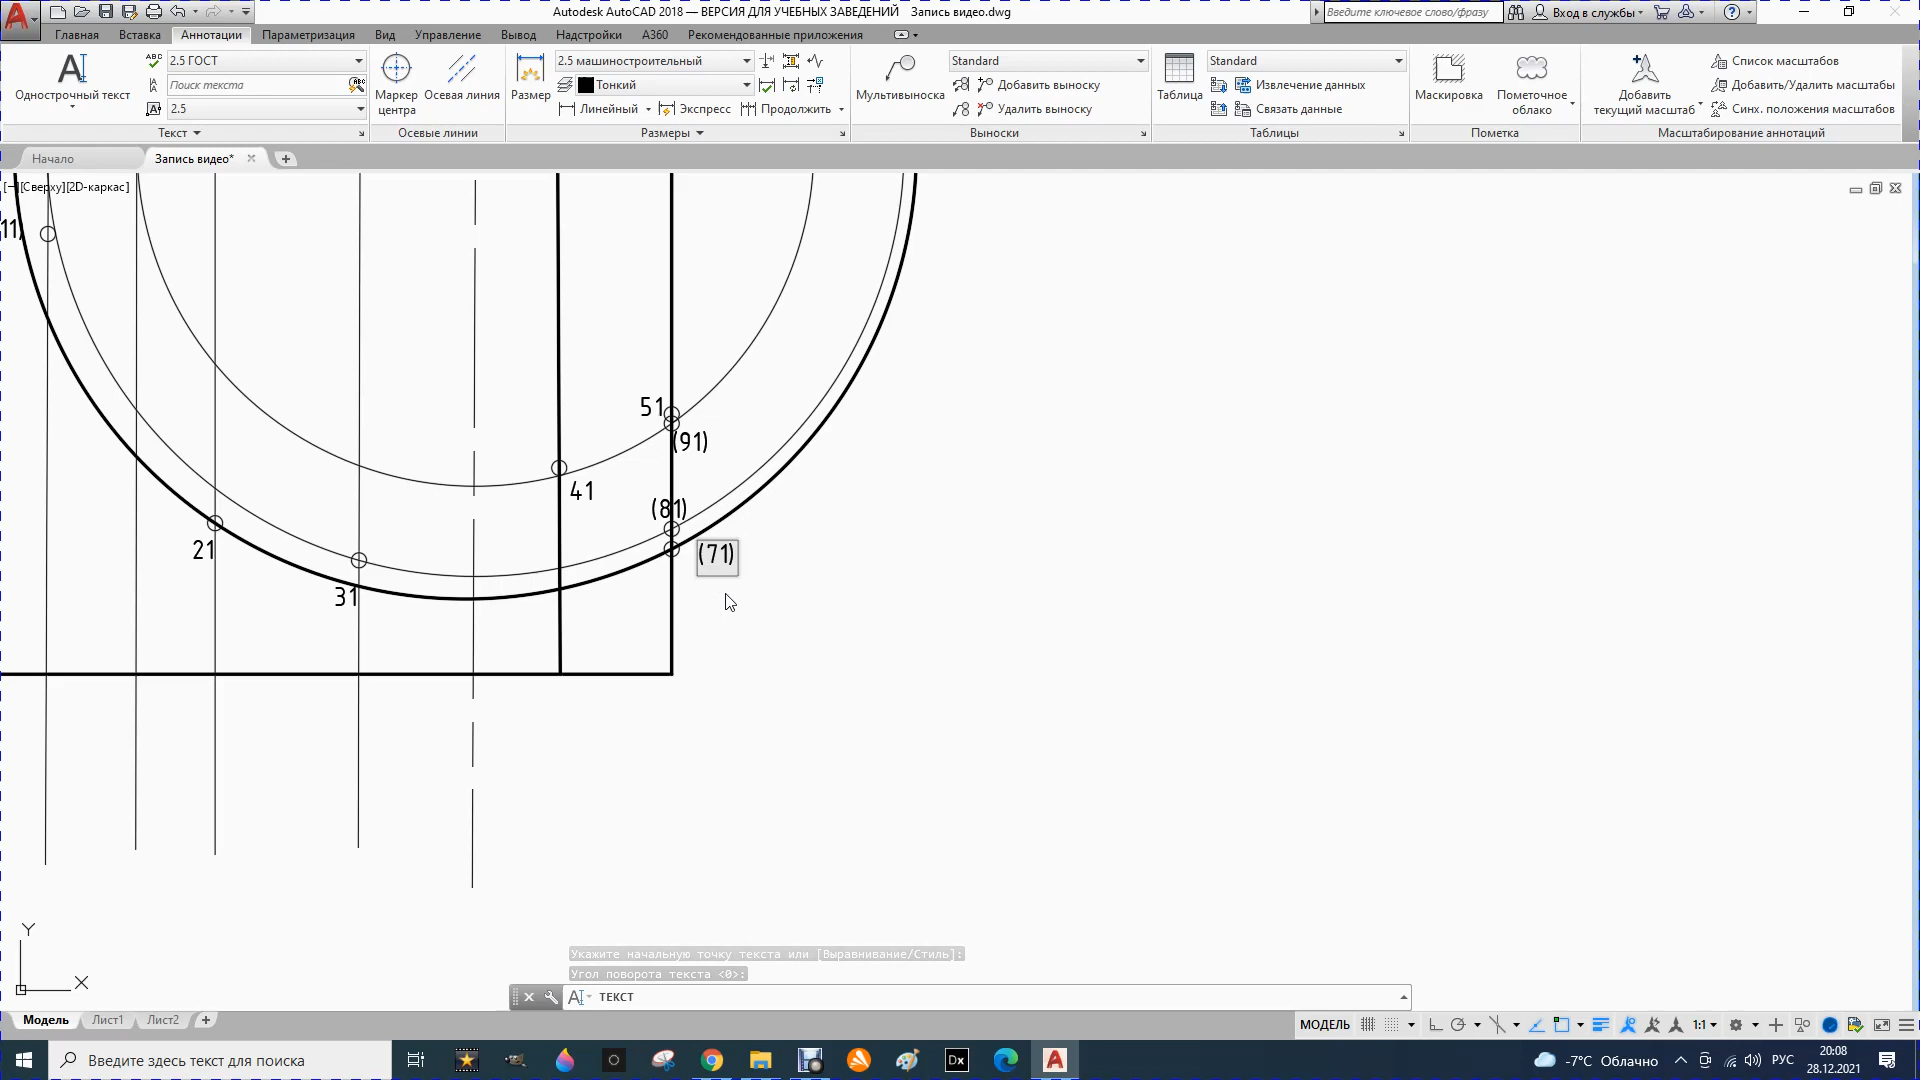 Autodesk AutoCAD 2018 — ВЕРСИЯ ДЛЯ УЧЕБНЫХ ЗАВЕДЕНИЙ Запись видео.dwg
Введите ключевое слово/фразу
Вход в службы
Главная Вставка Аннотации Параметризация Вид Управление Вывод Надстройки A360 Рекомендованные приложения
Однострочный текст
2.5 ГОСТ
Поиск текста
2.5
Текст
Маркер центра
Осевая линия
Осевые линии
Размер
2.5 машиностроительный
Тонкий
Линейный Экспресс Продолжить
Размеры
Мультивыноска
Standard
Добавить выноску
Удалить выноску
Выноски
Таблица
Standard
Извлечение данных
Связать данные
Таблицы
Маскировка
Пометочное облако
Пометка
Добавить текущий масштаб
Список масштабов
Добавить/Удалить масштабы
Синх. положения масштабов
Масштабирование аннотаций
Начало
Запись видео*
[−][Сверху][2D-каркас]
11)
51
(91)
41
(81)
21
(71)
31
Y
X
Укажите начальную точку текста или [Выравнивание/Стиль]:
Угол поворота текста <0>:
ТЕКСТ
Модель Лист1 Лист2
МОДЕЛЬ
1:1
Введите здесь текст для поиска
Dx
-7°C Облачно
РУС
20:08
28.12.2021